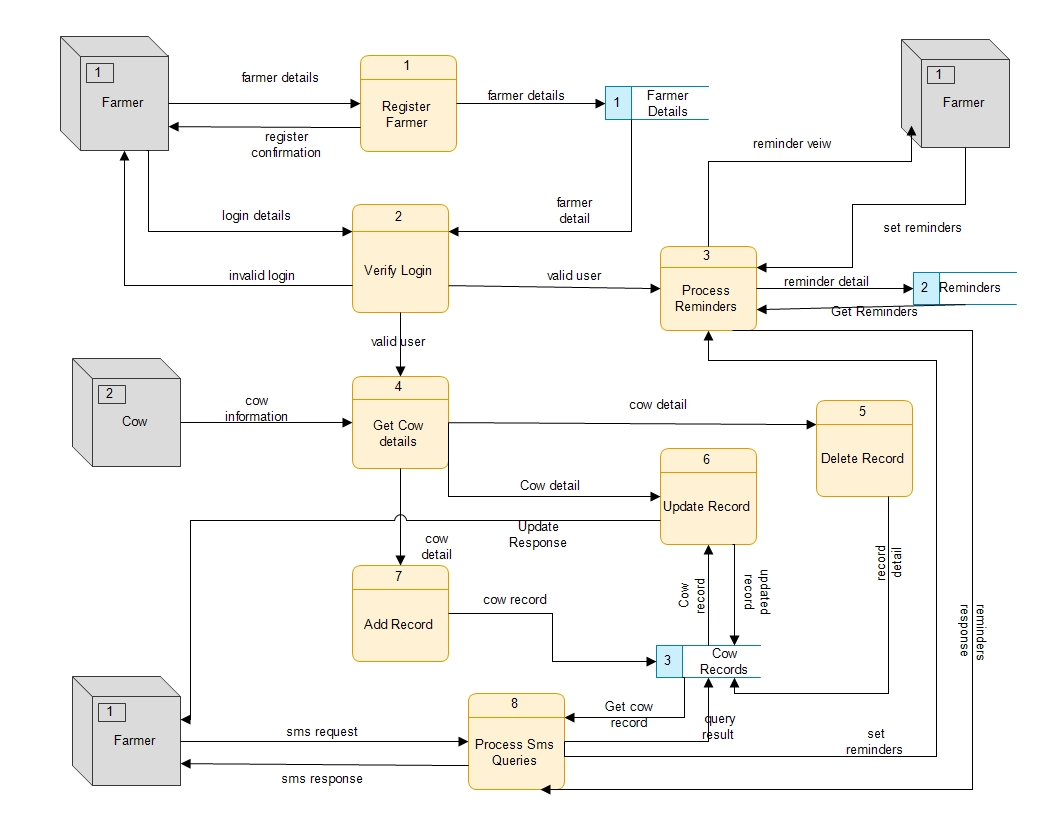 1
Farmer
farmer details
register
confirmation
1
Register
Farmer
farmer details
1
Farmer
Details
1
Farmer
reminder veiw
set reminders
login details
invalid login
2
Verify Login
farmer
detail
valid user
3
Process
Reminders
reminder detail
2
Reminders
Get Reminders
valid user
2
Cow
cow
information
4
Get Cow
details
cow detail
5
Delete Record
Cow detail
6
Update Record
Update
Response
cow
detail
7
Add Record
cow record
Cow
record
updated
record
record
detail
reminders
response
3
Cow
Records
1
Farmer
sms request
sms response
8
Process Sms
Queries
Get cow
record
query
result
set
reminders